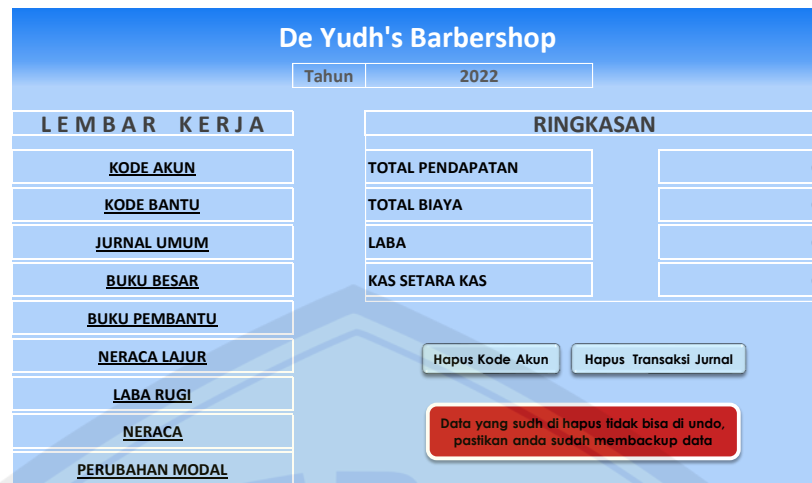 De Yudh's Barbershop
Tahun 2022
LEMBAR KERJA
RINGKASAN
KODE AKUN
TOTAL PENDAPATAN
KODE BANTU
TOTAL BIAYA
JURNAL UMUM
LABA
BUKU BESAR
KAS SETARA KAS
BUKU PEMBANTU
NERACA LAJUR
Hapus Kode Akun
Hapus Transaksi Jurnal
LABA RUGI
NERACA
Data yang sudh di hapus tidak bisa di undo,
pastikan anda sudah membackup data
PERUBAHAN MODAL